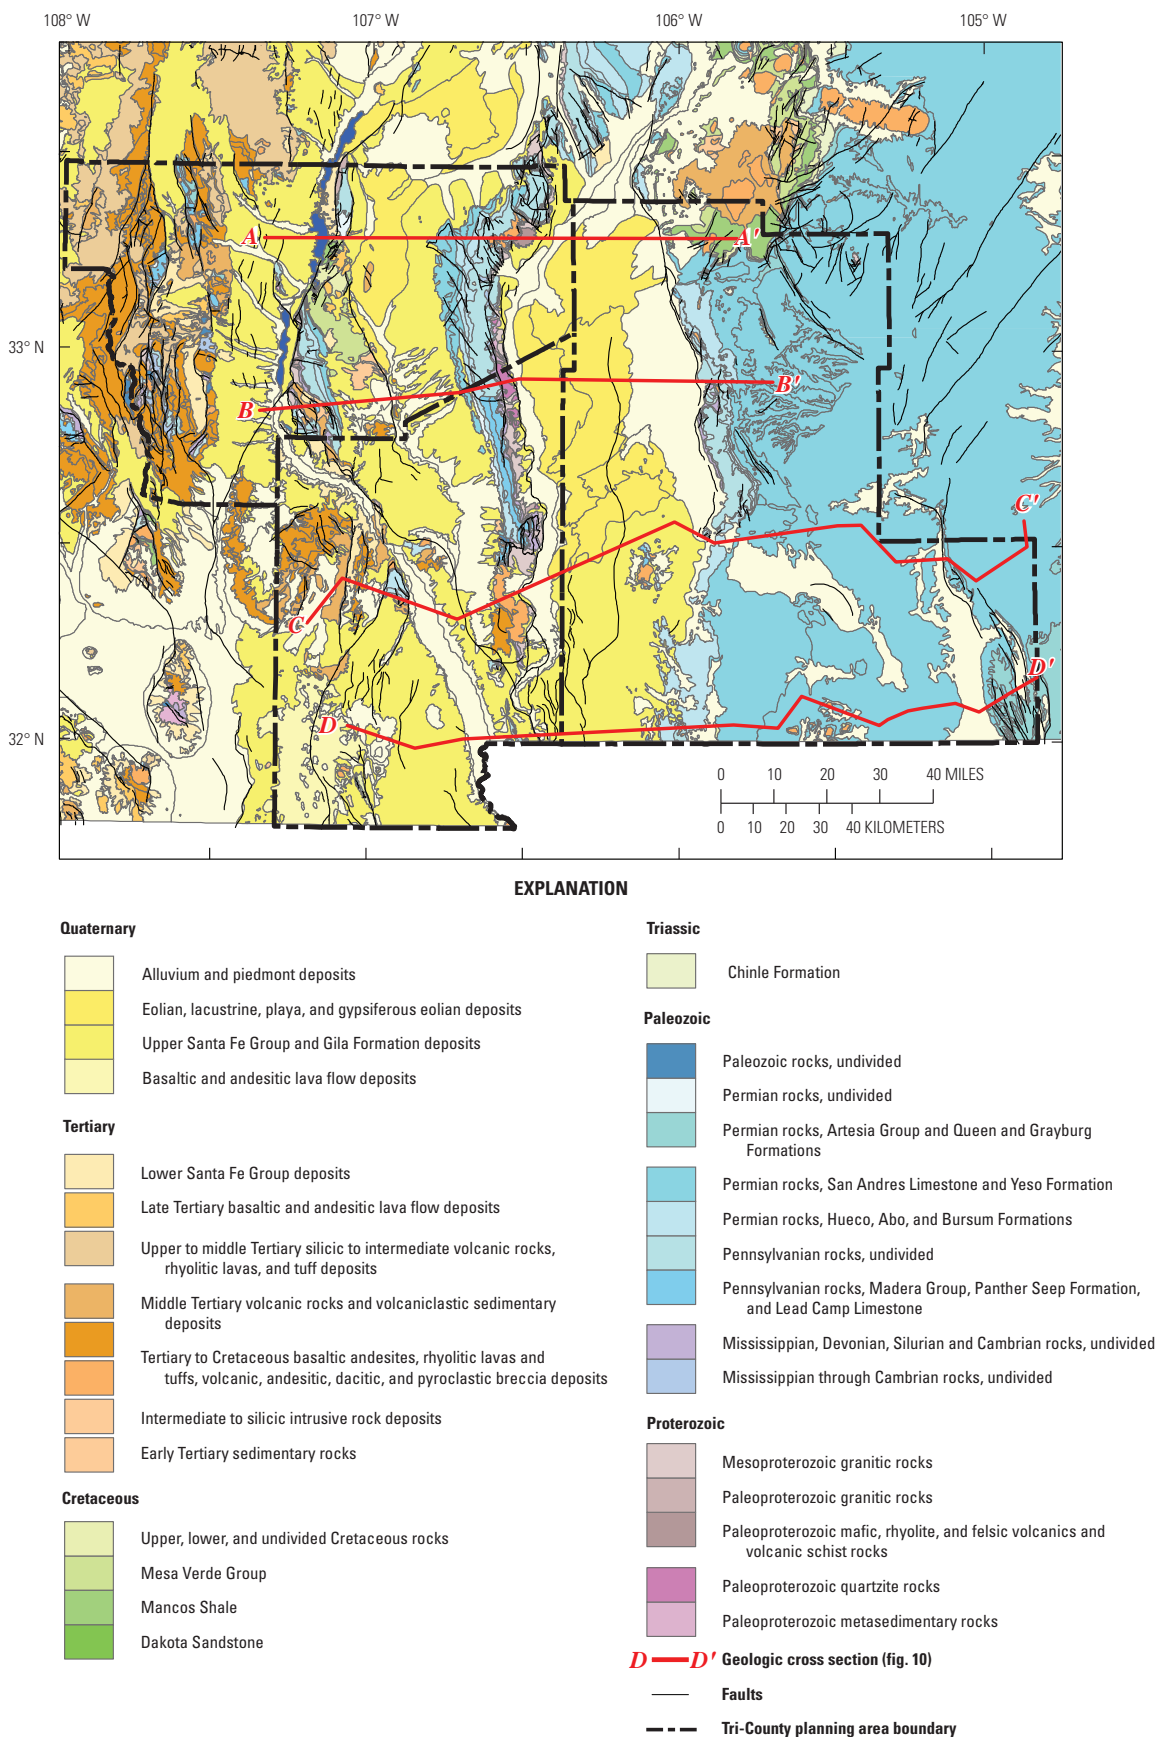 108° W
107° W
106° W
105° W
33° N
32° N
A
A'
B
B'
C
C'
D
D'
0 10 20 30 40 MILES
0 10 20 30 40 KILOMETERS
EXPLANATION
Quaternary
Alluvium and piedmont deposits
Eolian, lacustrine, playa, and gypsiferous eolian deposits
Upper Santa Fe Group and Gila Formation deposits
Basaltic and andesitic lava flow deposits
Tertiary
Lower Santa Fe Group deposits
Late Tertiary basaltic and andesitic lava flow deposits
Upper to middle Tertiary silicic to intermediate volcanic rocks,
rhyolitic lavas, and tuff deposits
Middle Tertiary volcanic rocks and volcaniclastic sedimentary
deposits
Tertiary to Cretaceous basaltic andesites, rhyolitic lavas and
tuffs, volcanic, andesitic, dacitic, and pyroclastic breccia deposits
Intermediate to silicic intrusive rock deposits
Early Tertiary sedimentary rocks
Cretaceous
Upper, lower, and undivided Cretaceous rocks
Mesa Verde Group
Mancos Shale
Dakota Sandstone
Triassic
Chinle Formation
Paleozoic
Paleozoic rocks, undivided
Permian rocks, undivided
Permian rocks, Artesia Group and Queen and Grayburg
Formations
Permian rocks, San Andres Limestone and Yeso Formation
Permian rocks, Hueco, Abo, and Bursum Formations
Pennsylvanian rocks, undivided
Pennsylvanian rocks, Madera Group, Panther Seep Formation,
and Lead Camp Limestone
Mississippian, Devonian, Silurian and Cambrian rocks, undivided
Mississippian through Cambrian rocks, undivided
Proterozoic
Mesoproterozoic granitic rocks
Paleoproterozoic granitic rocks
Paleoproterozoic mafic, rhyolite, and felsic volcanics and
volcanic schist rocks
Paleoproterozoic quartzite rocks
Paleoproterozoic metasedimentary rocks
D D' Geologic cross section (fig. 10)
Faults
Tri-County planning area boundary